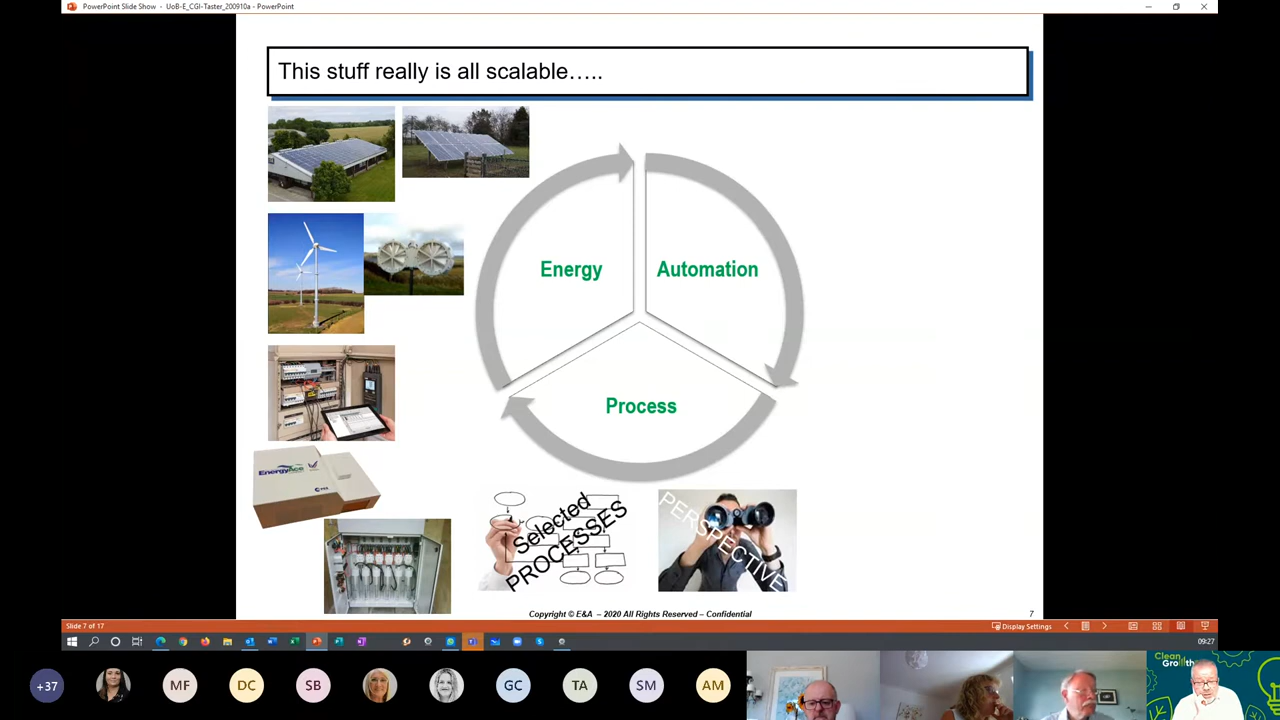 PowerPoint Slide Show - UoB-E_CGI-Taster_200910a - PowerPoint
This stuff really is all scalable…..
Energy
Automation
Process
EnergyAce
Selected
PROCESSES
PERSPECTIVE
Copyright © E&A – 2020 All Rights Reserved – Confidential
7
Slide 7 of 17
Display Settings
09:27
+37
MF
DC
SB
GC
TA
SM
AM
Clean
Growth